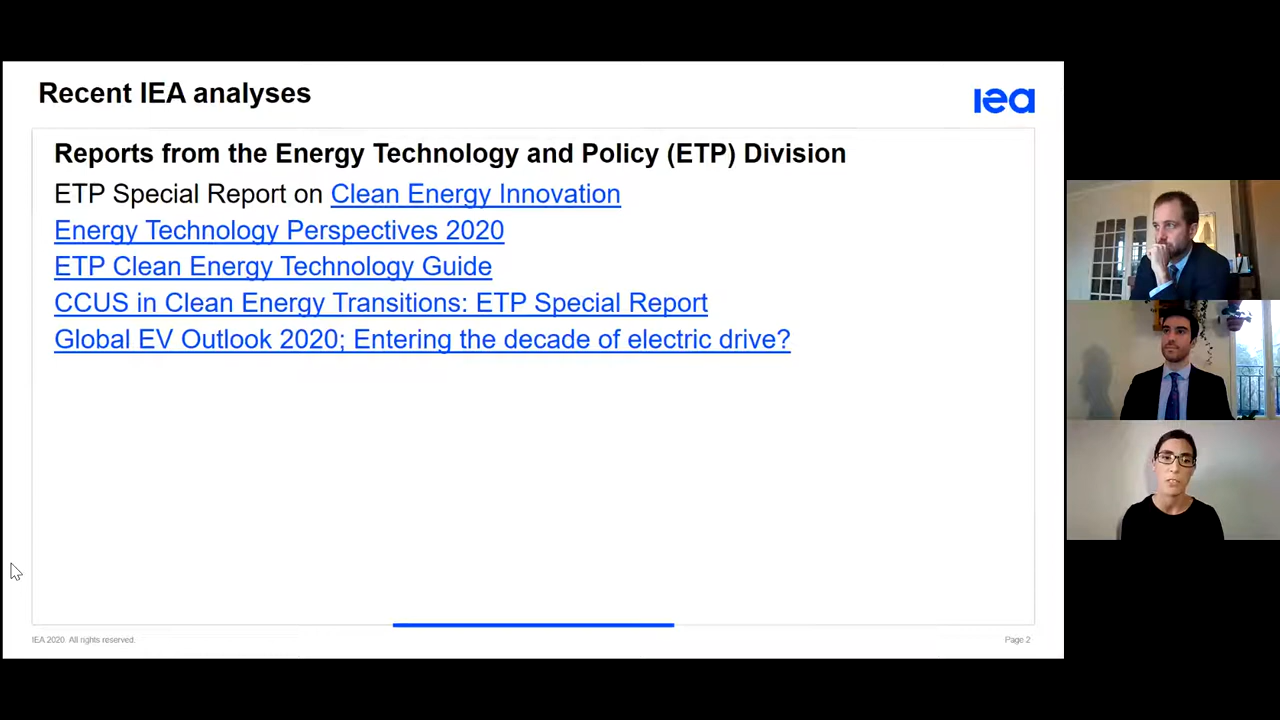 Recent IEA analyses
iea
Reports from the Energy Technology and Policy (ETP) Division
ETP Special Report on Clean Energy Innovation
Energy Technology Perspectives 2020
ETP Clean Energy Technology Guide
CCUS in Clean Energy Transitions: ETP Special Report
Global EV Outlook 2020; Entering the decade of electric drive?
IEA 2020. All rights reserved.
Page 2